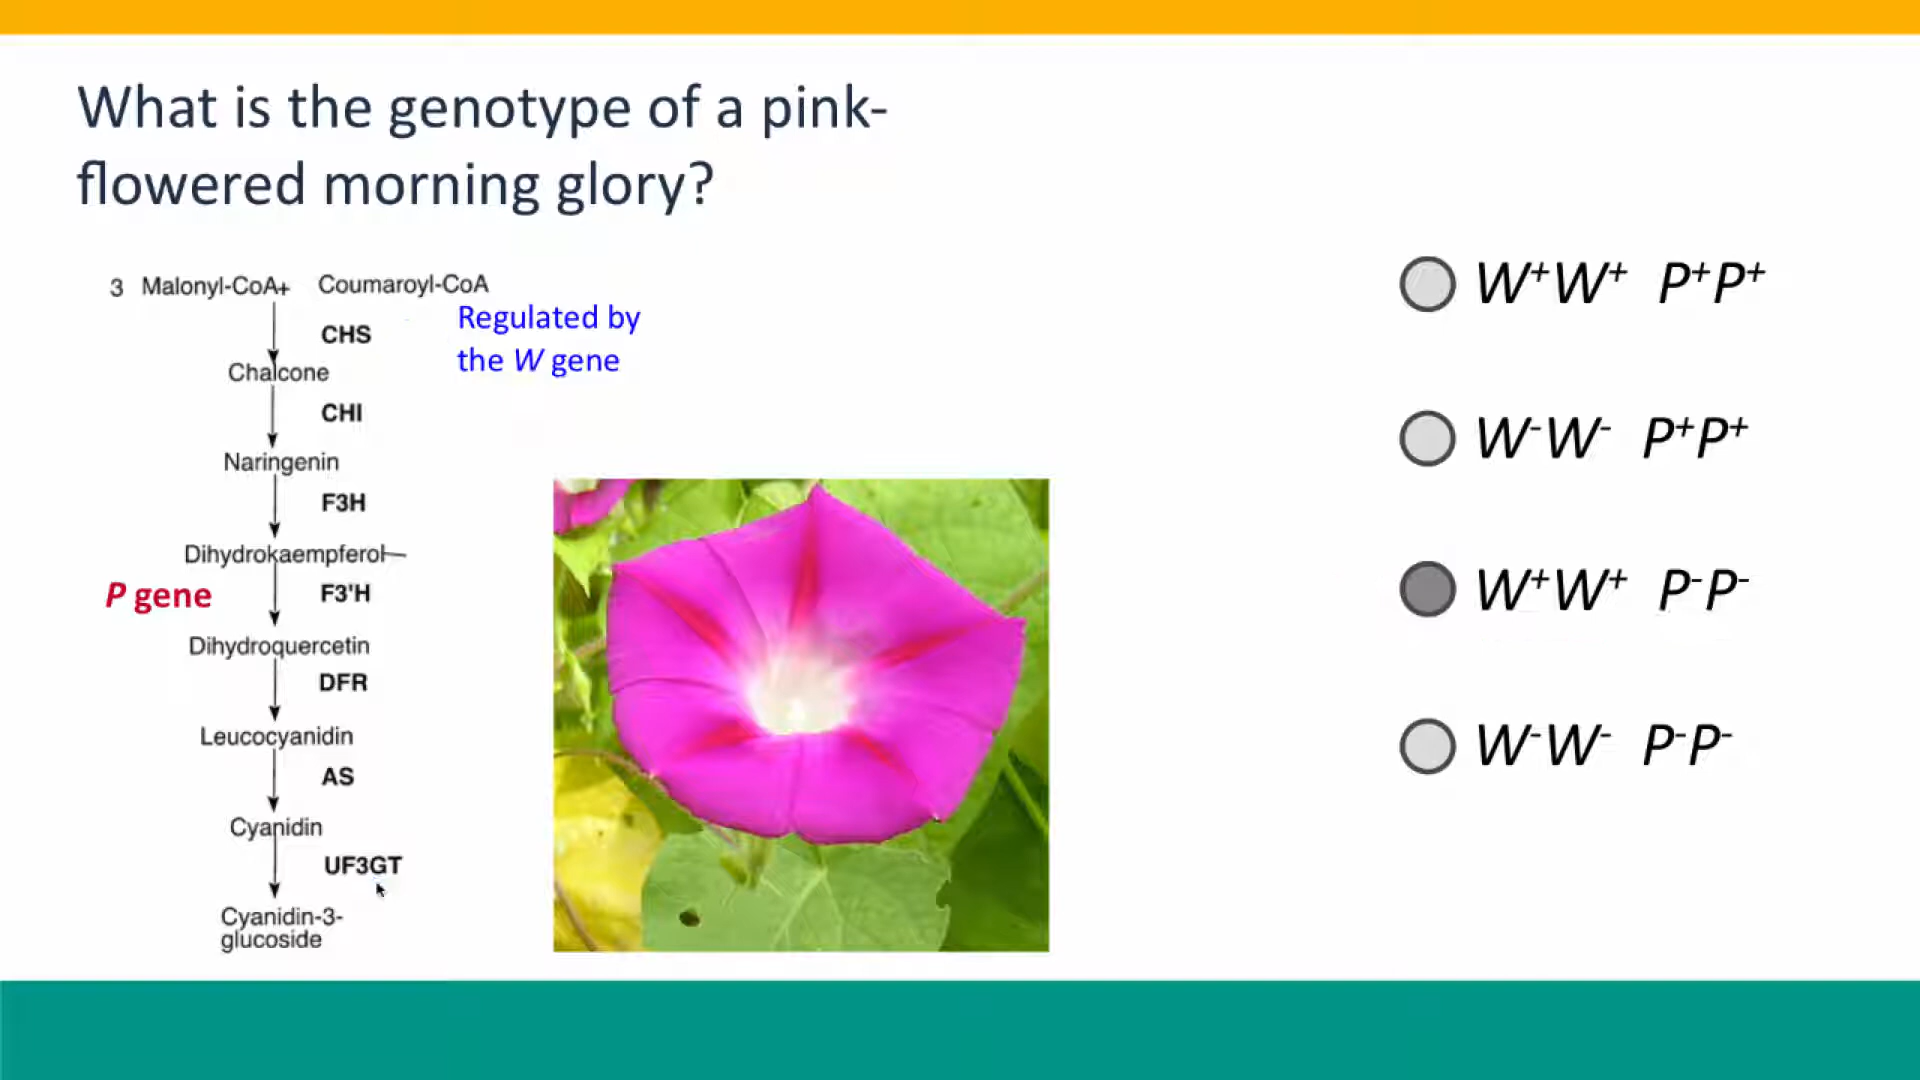 What is the genotype of a pink-
flowered morning glory?
3 Malonyl-CoA+ Coumaroyl-CoA
Regulated by
the W gene
CHS
Chalcone
CHI
Naringenin
F3H
Dihydrokaempferol
P gene
F3'H
Dihydroquercetin
DFR
Leucocyanidin
AS
Cyanidin
UF3GT
Cyanidin-3-
glucoside
W⁺W⁺ P⁺P⁺
W⁻W⁻ P⁺P⁺
W⁺W⁺ P⁻P⁻
W⁻W⁻ P⁻P⁻